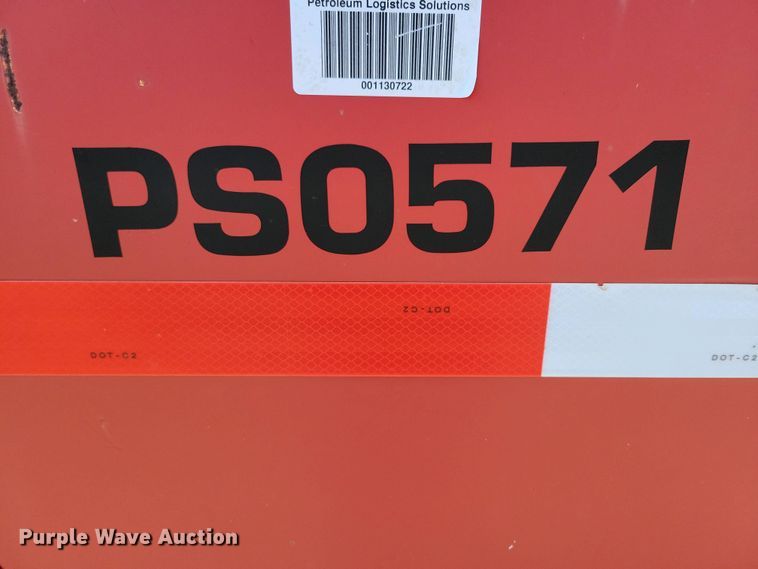 Petroleum Logistics Solutions
001130722
PS0571
DOT-C2
DOT-C2
DOT-C2
Purple Wave Auction